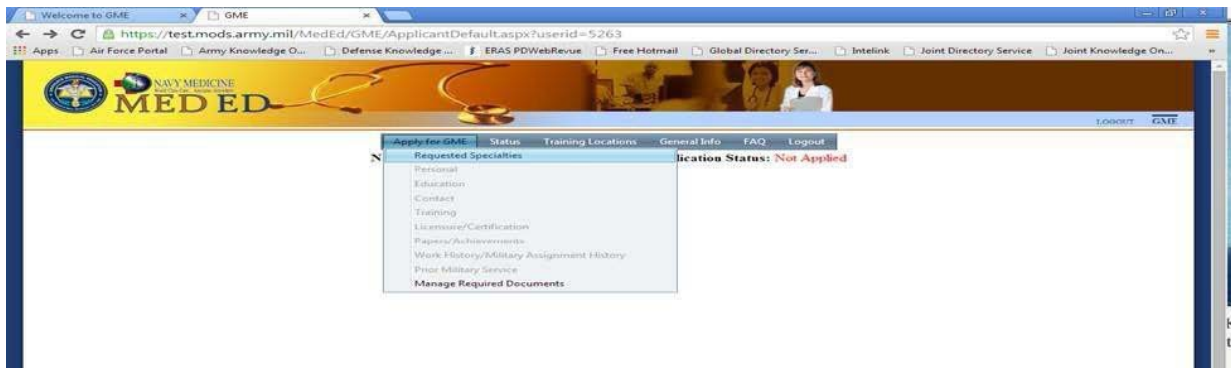 Welcome to GME GME
https://test.mods.army.mil/MedEd/GME/ApplicantDefault.aspx?userid=5263
Apps Air Force Portal Army Knowledge O... Defense Knowledge ... ERAS PDWebRevue Free Hotmail Global Directory Ser... Intelink Joint Directory Service Joint Knowledge On...
NAVY MEDICINE
MED ED
LOGOUT GME
Apply for GME Status Training Locations General Info FAQ Logout
N lication Status: Not Applied
Requested Specialties
Personal
Education
Contact
Training
Licensure/Certification
Papers/Achievements
Work History/Military Assignment History
Prior Military Service
Manage Required Documents